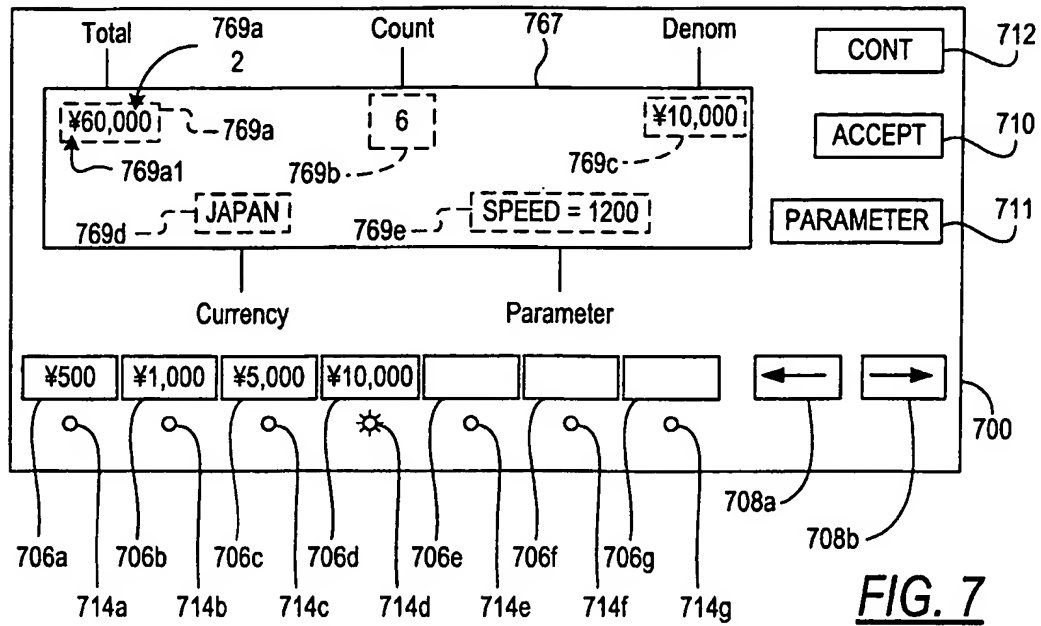 Total 769a 2 Count 767 Denom 712
CONT
¥60,000 769a 6 ¥10,000 ACCEPT 710
769a1 769b 769c
JAPAN SPEED = 1200 PARAMETER 711
769d 769e
Currency Parameter
¥500 ¥1,000 ¥5,000 ¥10,000
700
708a
706a 706b 706c 706d 706e 706f 706g 708b
714a 714b 714c 714d 714e 714f 714g
FIG. 7